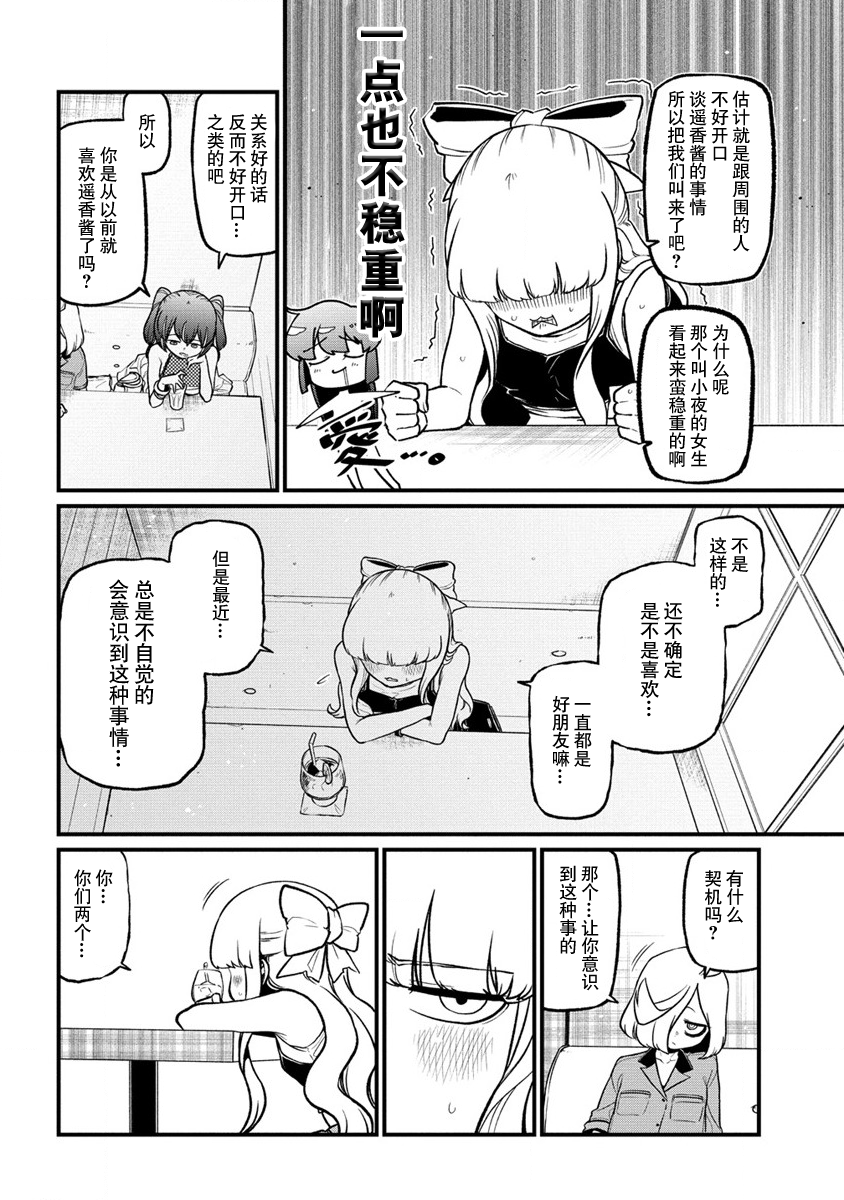 估计就是跟周围的人
不好开口
谈遥香酱的事情
所以把我们叫来了吧?
为什么呢
那个叫小夜的女生
看起来蛮稳重的啊
一点也不稳重啊
愛…
关系好的话
反而不好开口…
之类的吧
所以
你是从以前就
喜欢遥香酱了吗?
不是
这样的…
还不确定
是不是喜欢…
一直都是
好朋友嘛…
但是最近…
总是不自觉的
会意识到这种事情…
有什么
契机吗?
那个…让你意识
到这种事的
你…
你们两个…